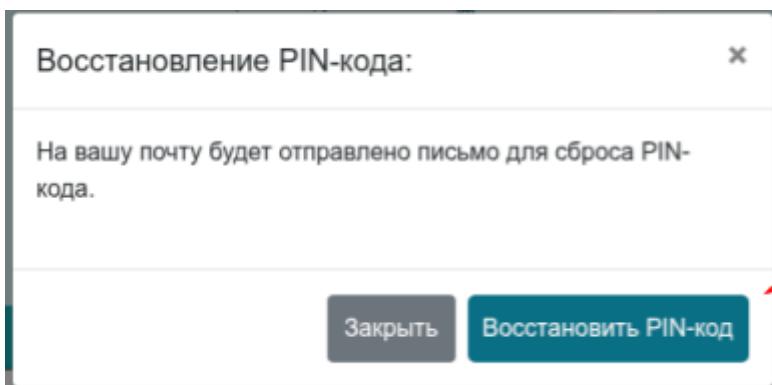 Восстановление PIN-кода:
×
На вашу почту будет отправлено письмо для сброса PIN-
кода.
Закрыть
Восстановить PIN-код